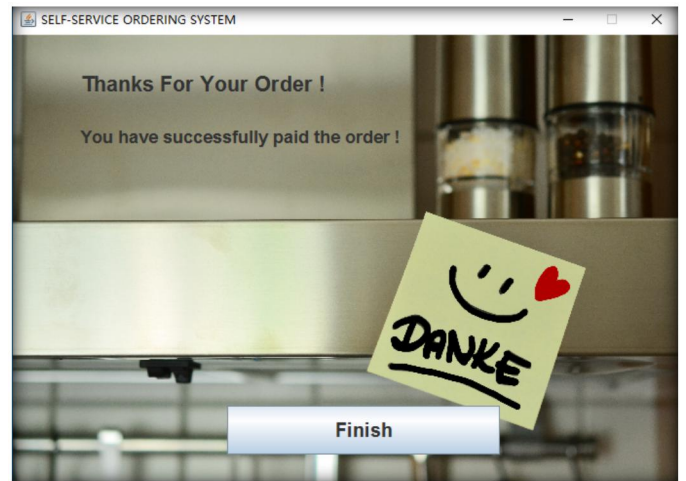 SELF-SERVICE ORDERING SYSTEM
Thanks For Your Order !
You have successfully paid the order !
DANKE
Finish